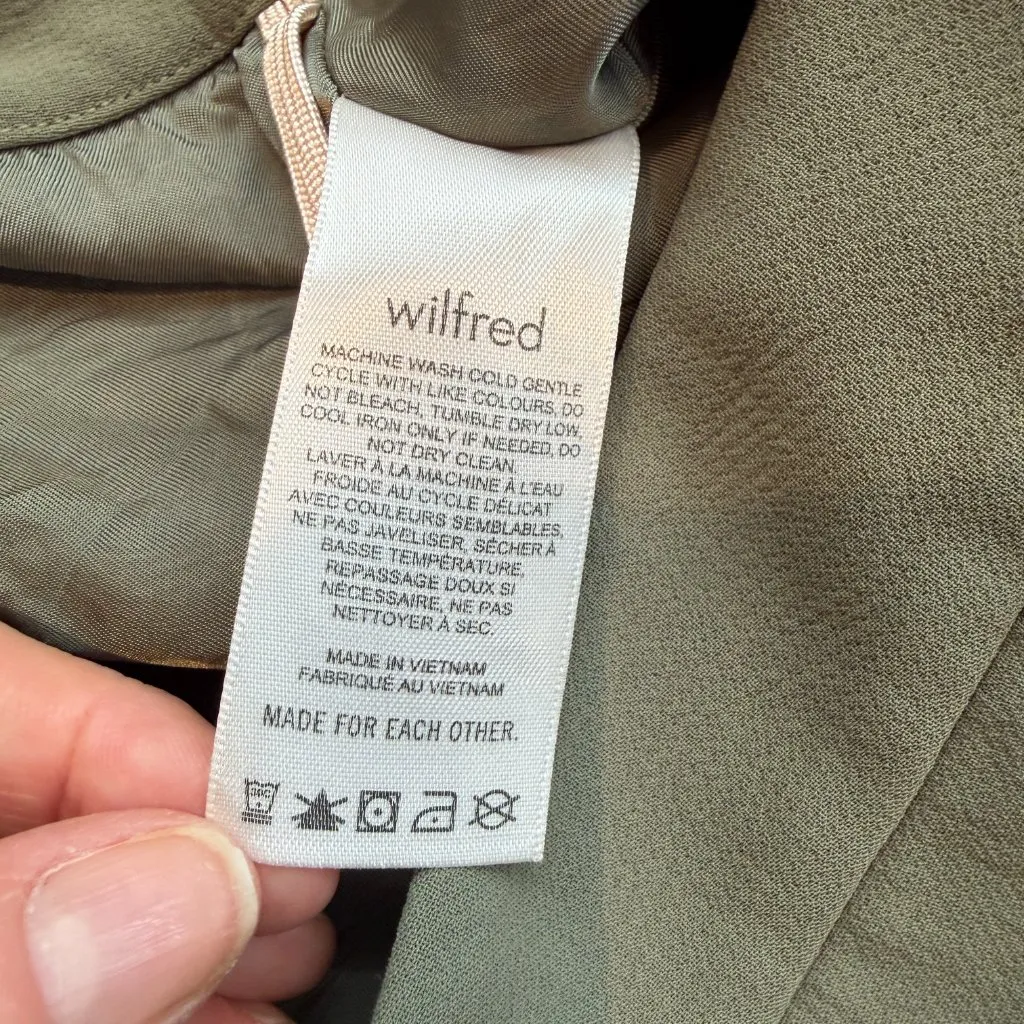 wilfred
MACHINE WASH COLD GENTLE
CYCLE WITH LIKE COLOURS, DO
NOT BLEACH, TUMBLE DRY LOW,
COOL IRON ONLY IF NEEDED, DO
NOT DRY CLEAN.
LAVER À LA MACHINE À L'EAU
FROIDE AU CYCLE DÉLICAT
AVEC COULEURS SEMBLABLES,
NE PAS JAVELISER, SÉCHER À
BASSE TEMPÉRATURE,
REPASSAGE DOUX SI
NÉCESSAIRE, NE PAS
NETTOYER À SEC.
MADE IN VIETNAM
FABRIQUÉ AU VIETNAM
MADE FOR EACH OTHER.
30C